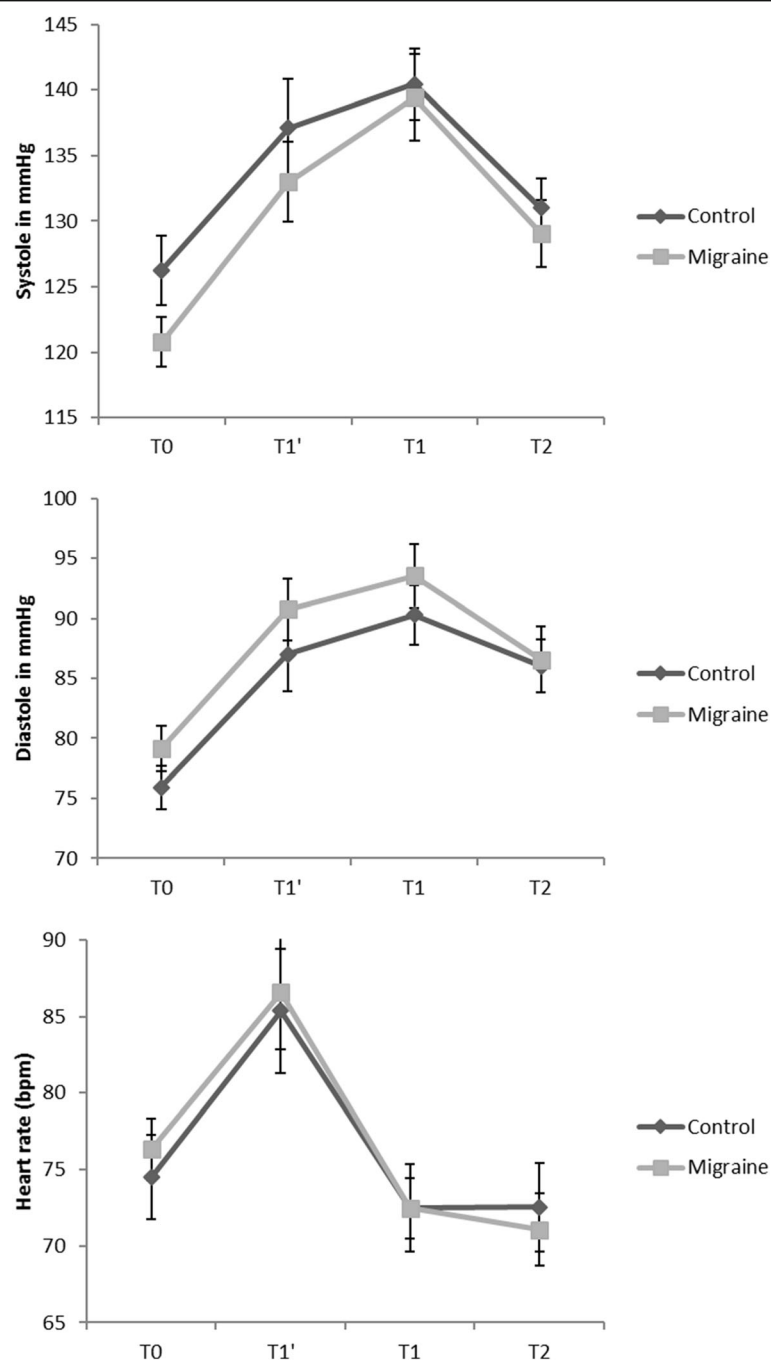 145
140
135
130
125
120
115
Systole in mmHg
T0 T1' T1 T2
Control
Migraine
100
95
90
85
80
75
70
Diastole in mmHg
T0 T1' T1 T2
Control
Migraine
90
85
80
75
70
65
Heart rate (bpm)
T0 T1' T1 T2
Control
Migraine